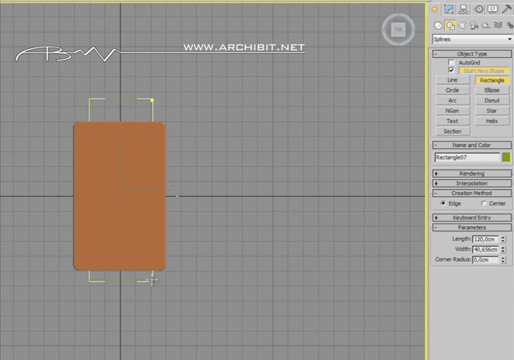 WWW.ARCHIBIT.NET
Splines
Object Type
AutoGrid
Start New Shape
Line
Rectangle
Circle
Ellipse
Arc
Donut
NGon
Star
Text
Helix
Section
Name and Color
Rectangle07
Rendering
Interpolation
Creation Method
Edge
Center
Keyboard Entry
Parameters
Length: 120,0cm
Width: 40,656cm
Corner Radius: 0,0cm